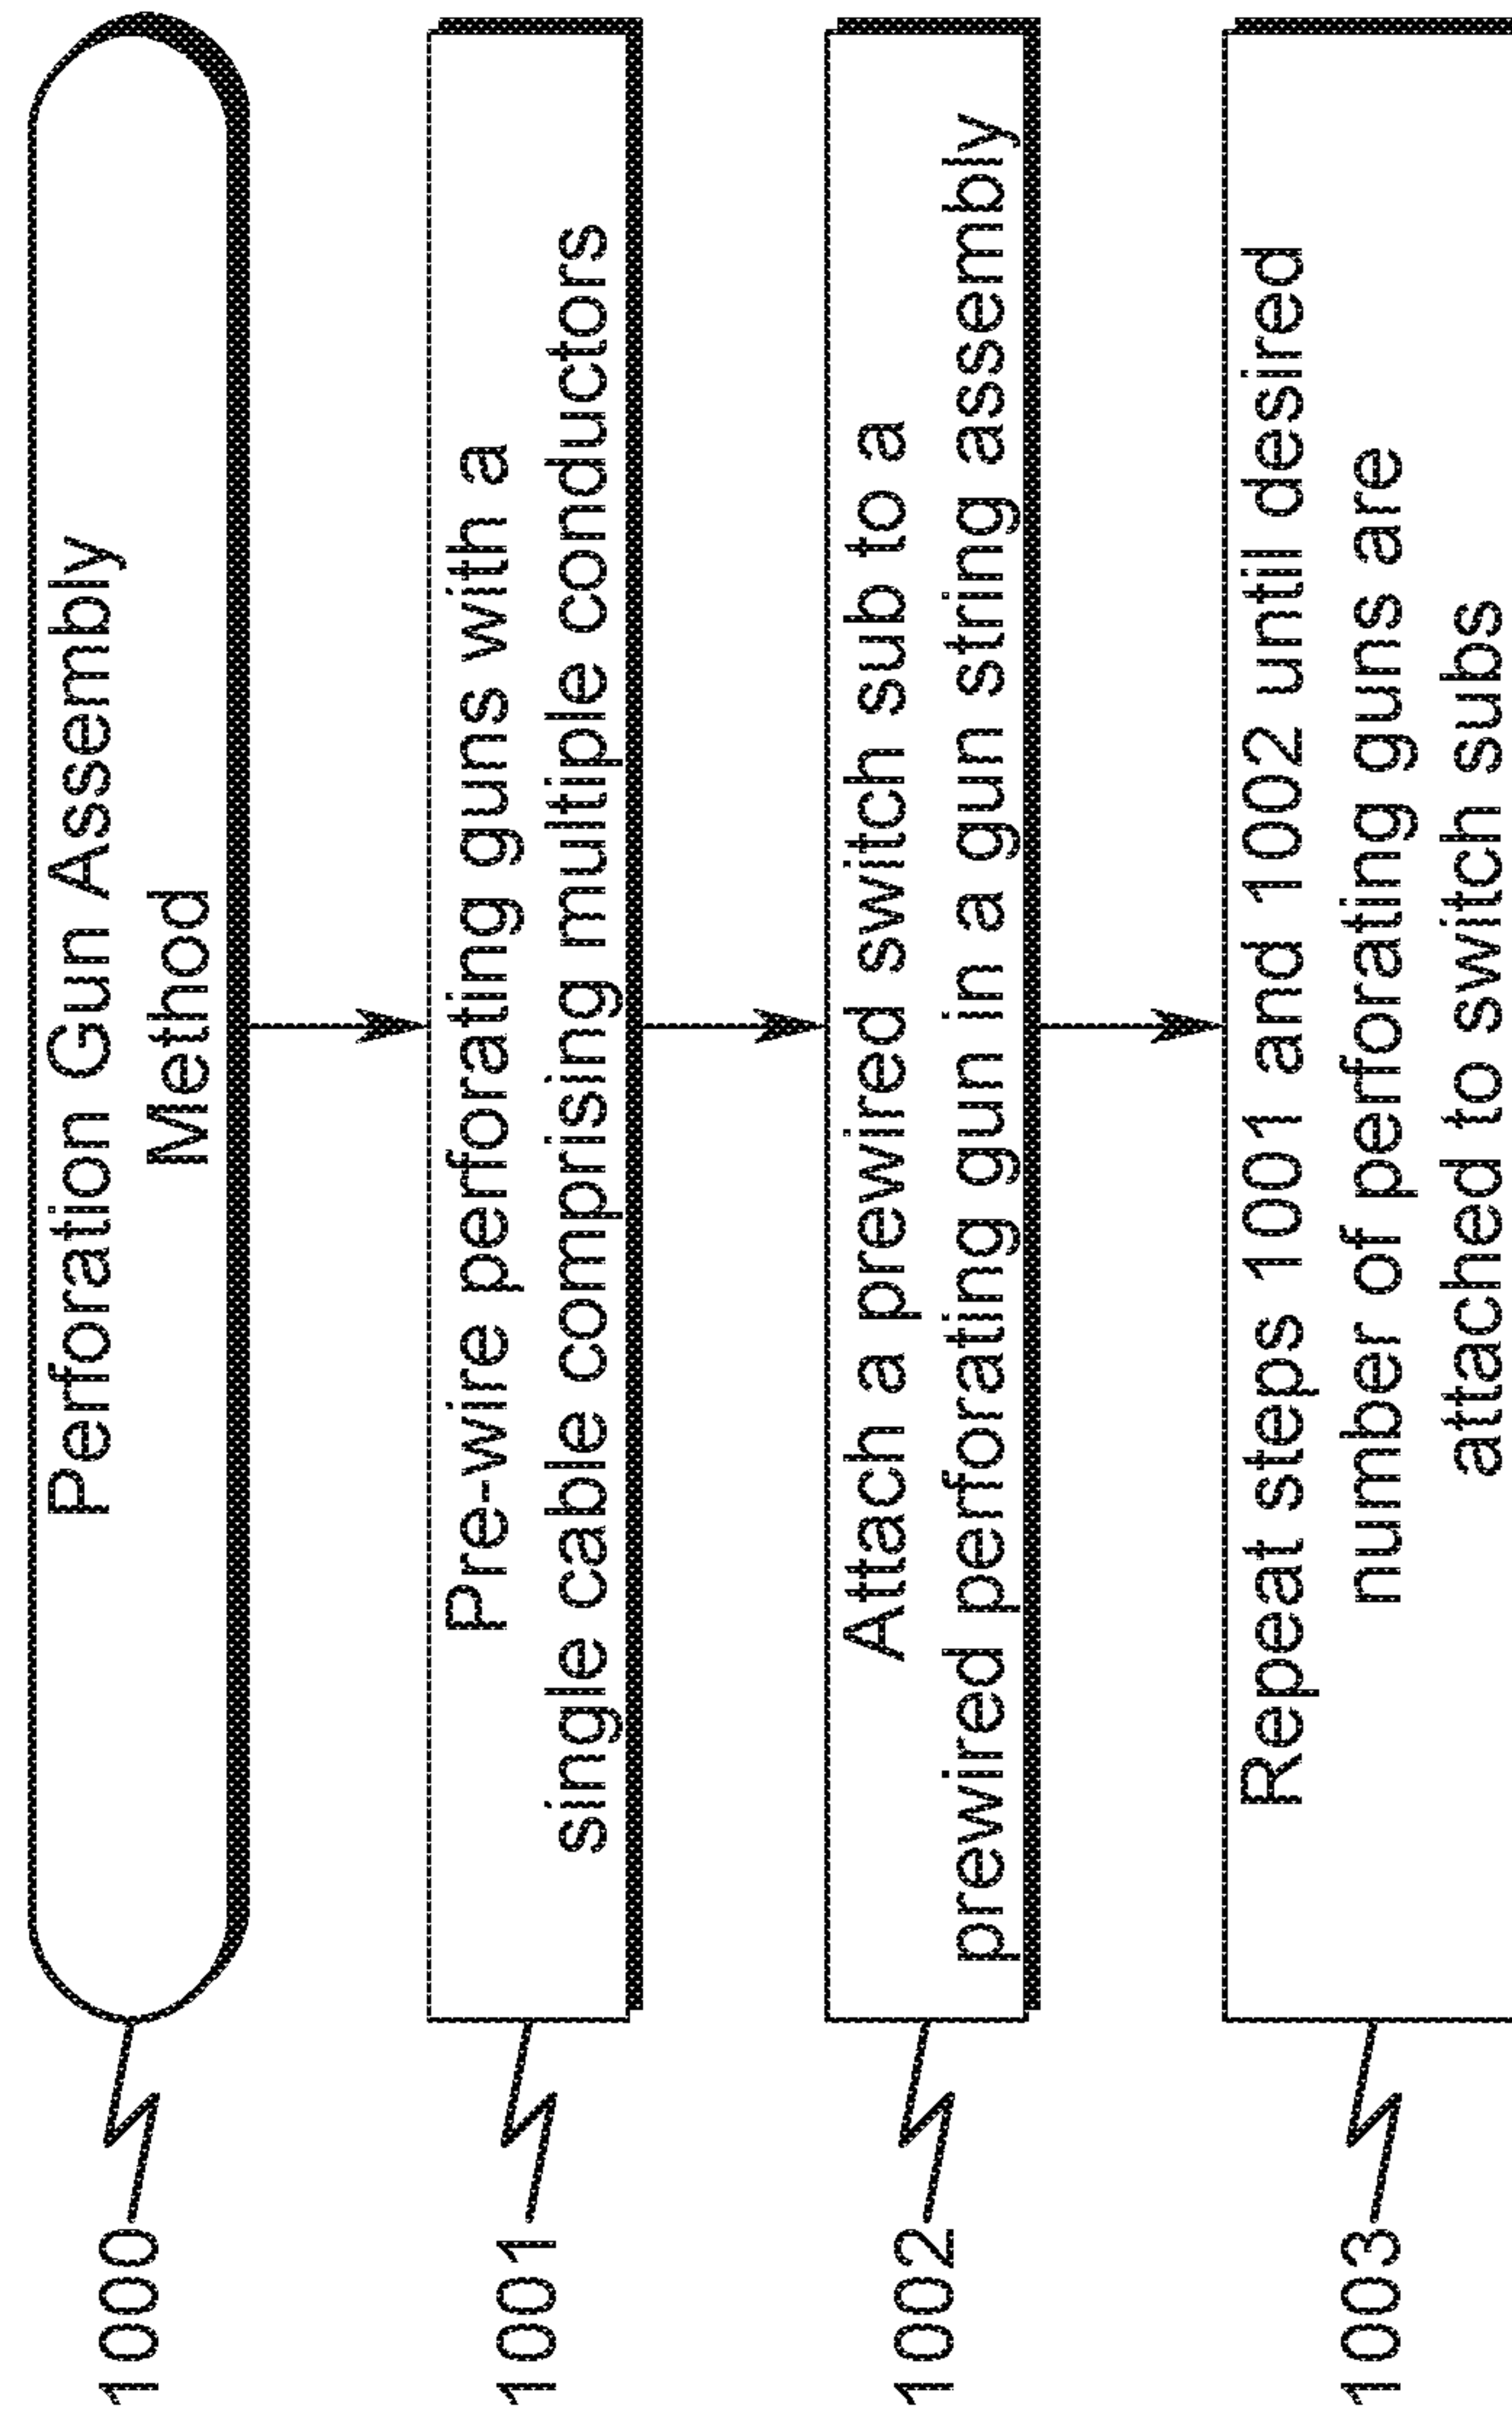 1000
Perforation Gun Assembly
Method
1001
Pre-wire perforating guns with a
single cable comprising multiple conductors
1002
Attach a prewired switch sub to a
prewired perforating gun in a gun string assembly
1003
Repeat steps 1001 and 1002 until desired
number of perforating guns are
attached to switch subs